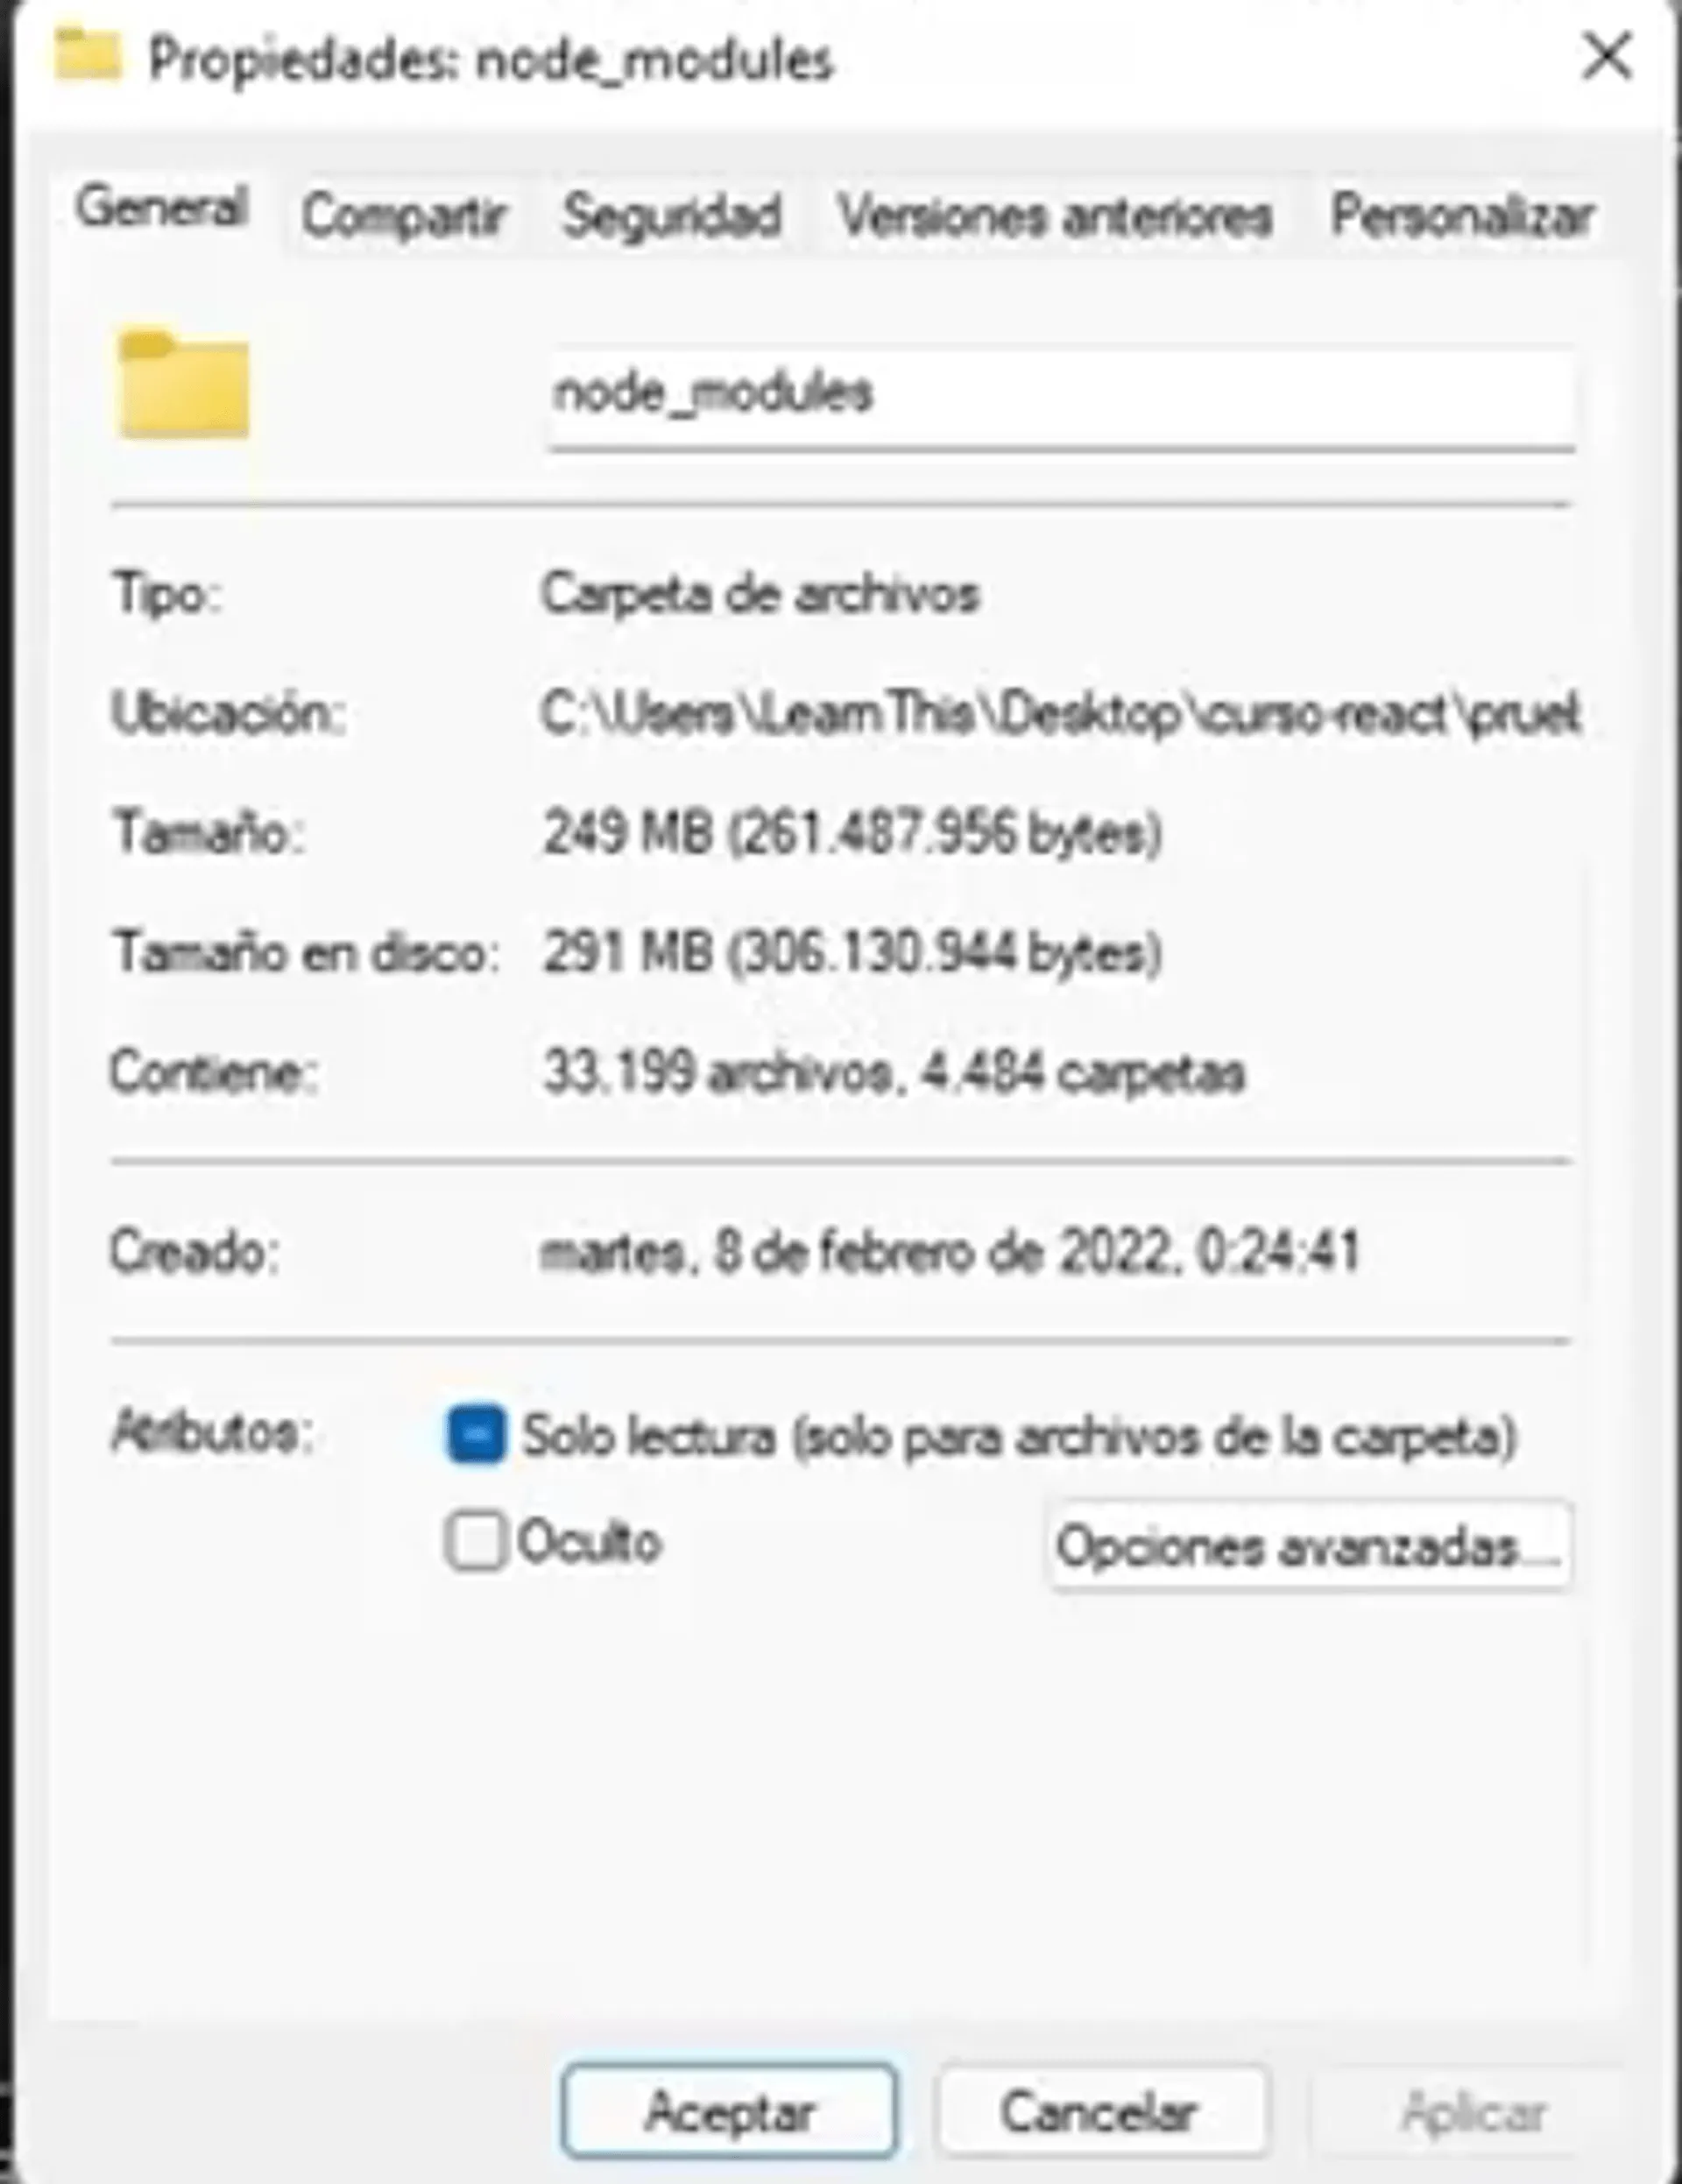 Propiedades: node_modules
General Compartir Seguridad Versiones anteriores Personalizar
node_modules
Tipo: Carpeta de archivos
Ubicación: C:\Users\LearnThis\Desktop\curso-react\pruel
Tamaño: 249 MB (261.487.956 bytes)
Tamaño en disco: 291 MB (306.130.944 bytes)
Contiene: 33.199 archivos, 4.484 carpetas
Creado: martes, 8 de febrero de 2022, 0:24:41
Atributos: Solo lectura (solo para archivos de la carpeta)
Oculto Opciones avanzadas...
Aceptar Cancelar Aplicar